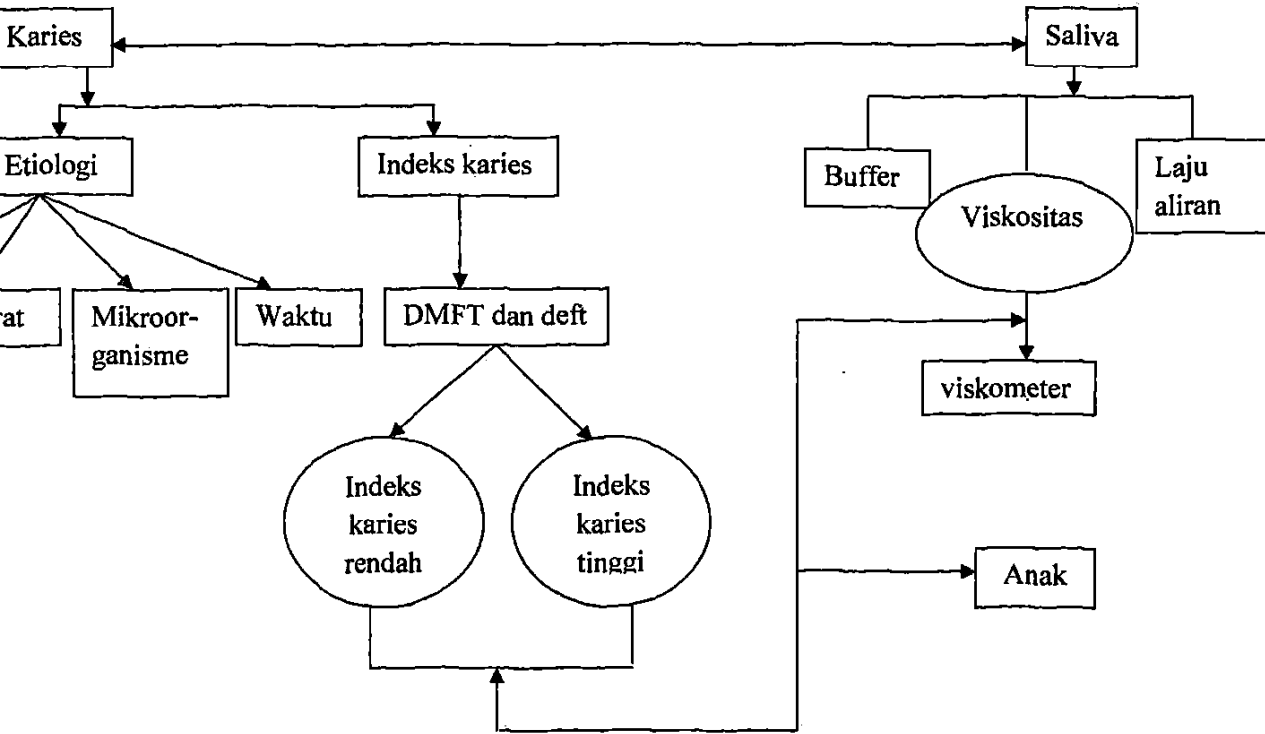 Karies
Saliva
Etiologi
Indeks karies
Buffer
Viskositas
Laju
aliran
rat
Mikroor-
ganisme
Waktu
DMFT dan deft
viskometer
Indeks
karies
rendah
Indeks
karies
tinggi
Anak